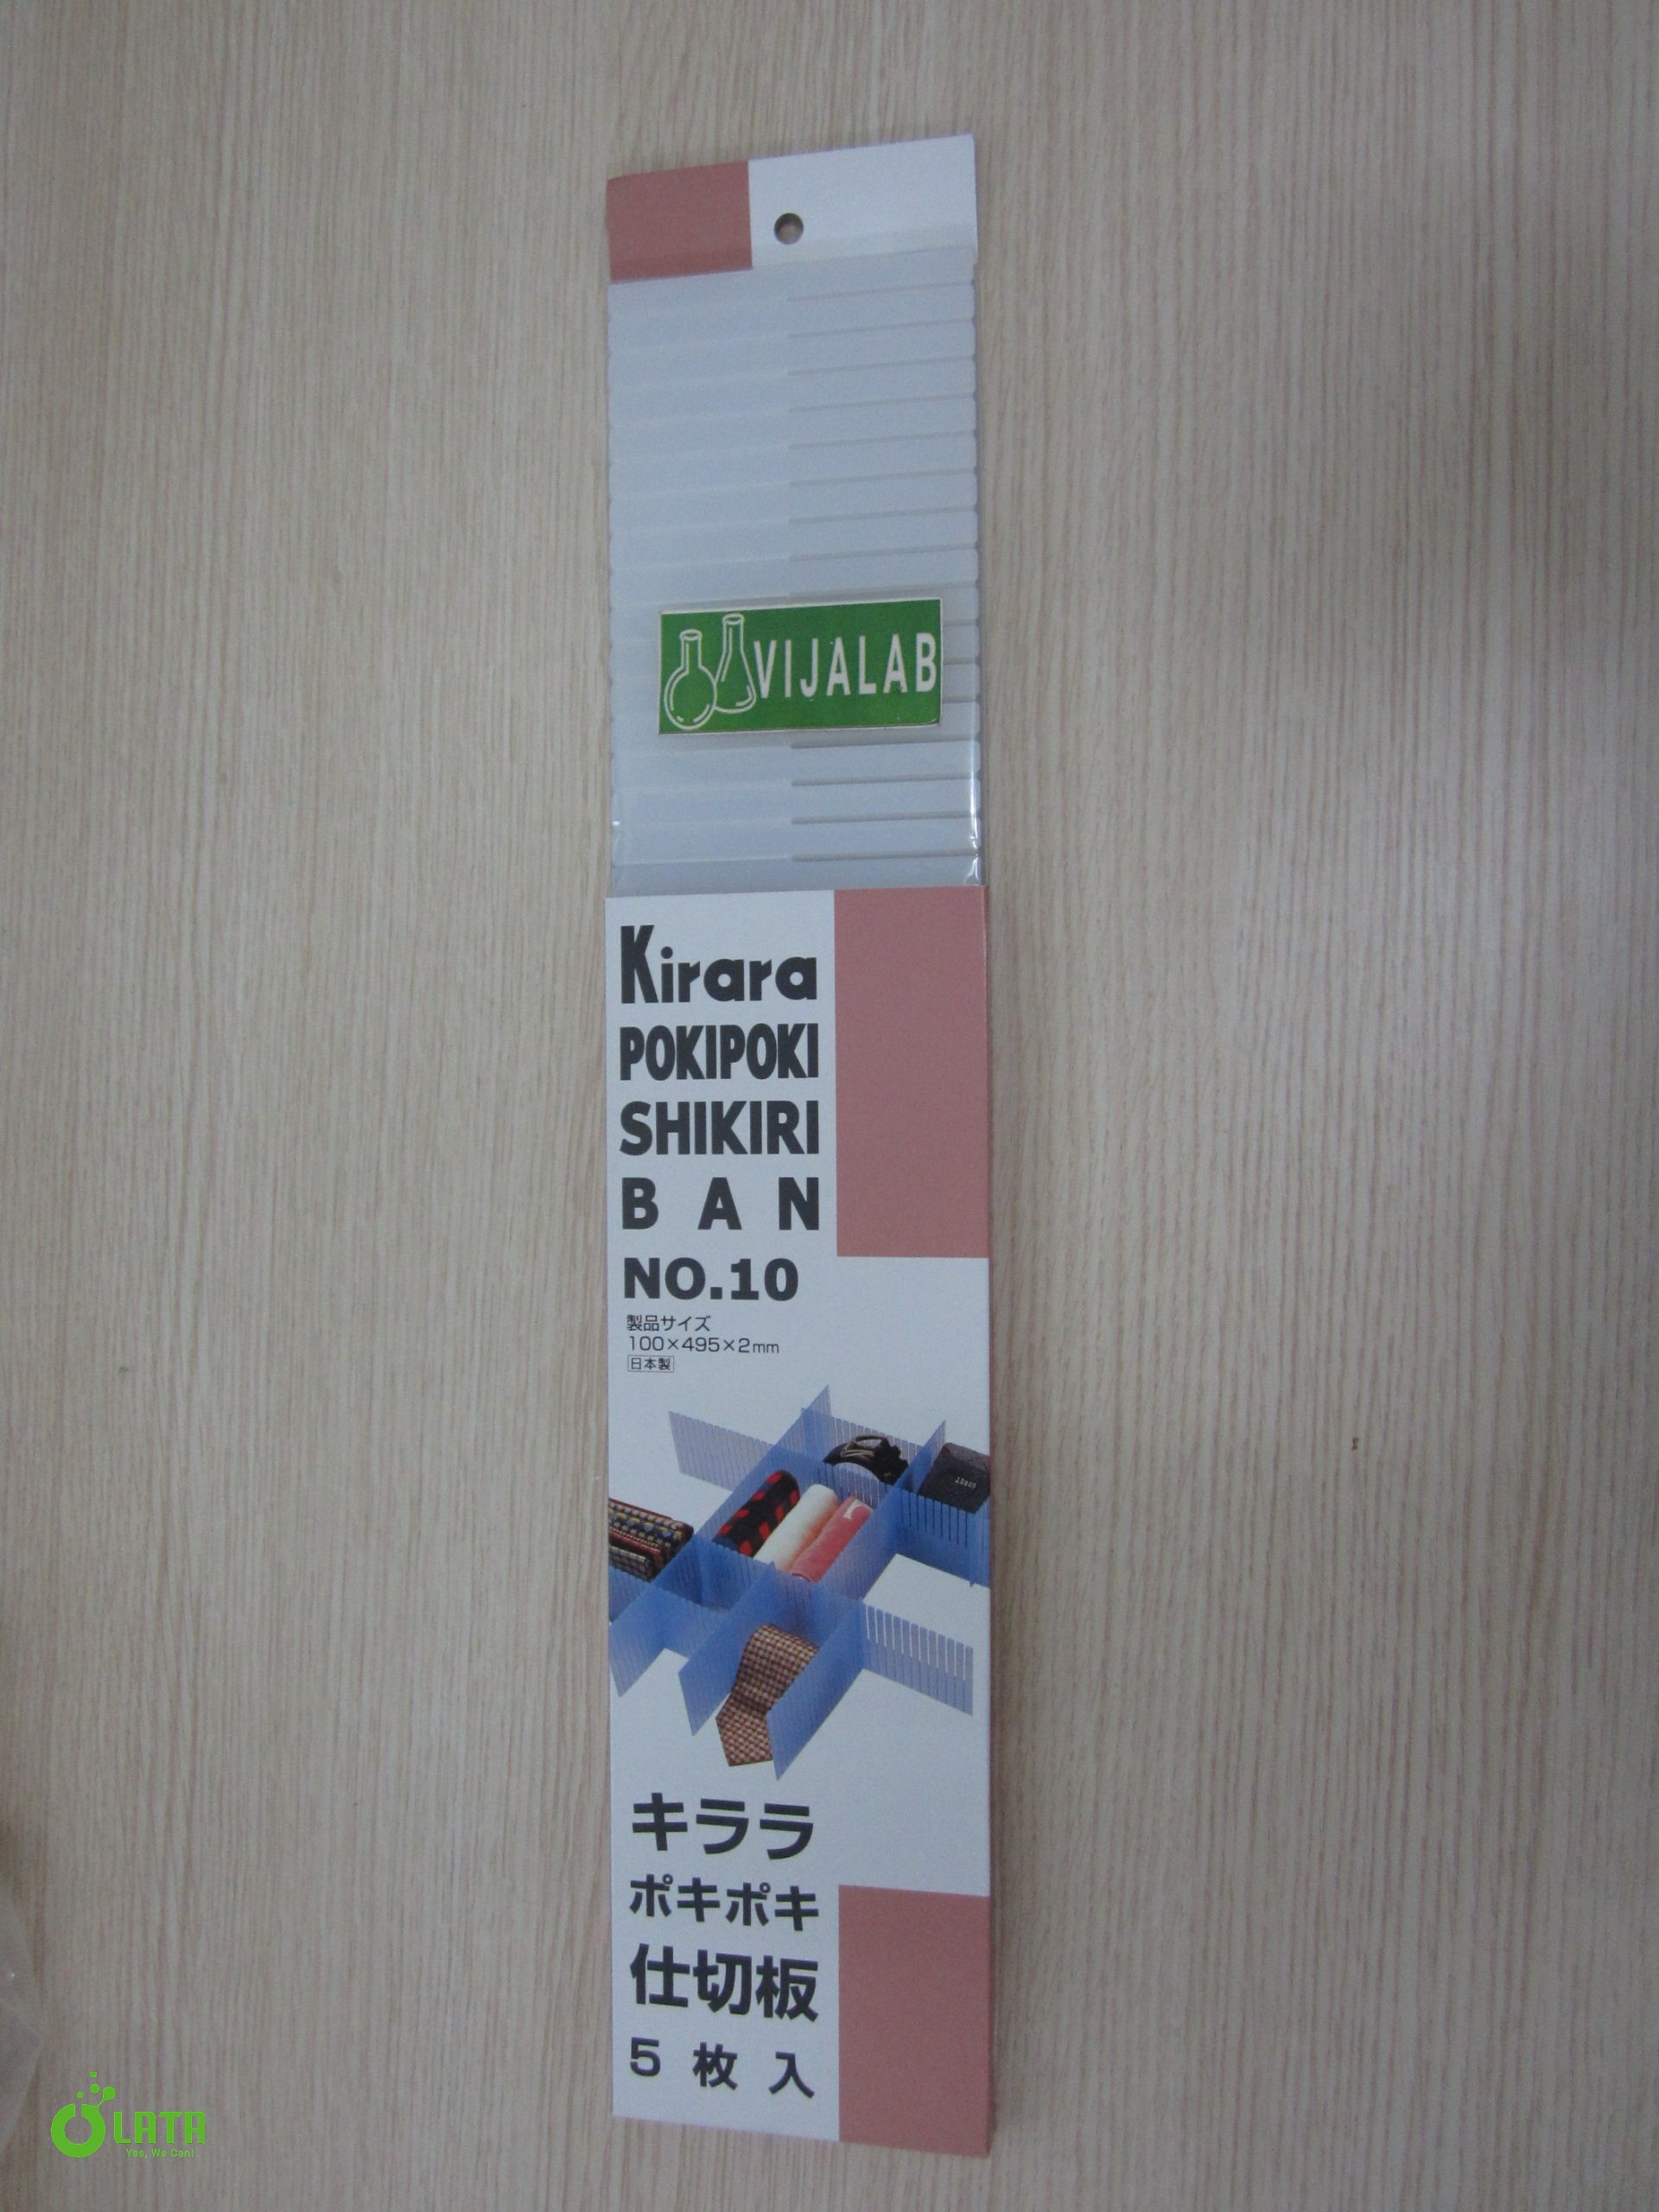 VIJALAB
Kirara
POKIPOKI
SHIKIRI
BAN
NO.10
製品サイズ
100×495×2mm
日本製
キララ
ポキポキ
仕切板
5枚入
OLATA
Yes, We Can!